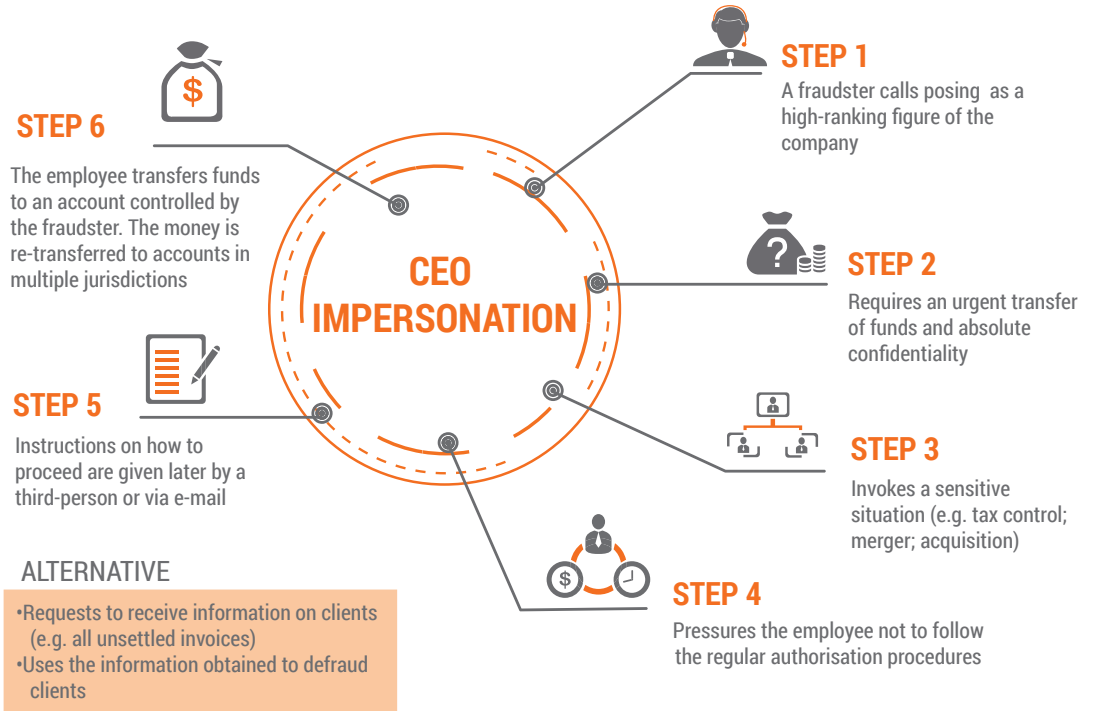 CEO
IMPERSONATION
STEP 1
A fraudster calls posing as a
high-ranking figure of the
company
STEP 2
Requires an urgent transfer
of funds and absolute
confidentiality
STEP 3
Invokes a sensitive
situation (e.g. tax control;
merger; acquisition)
STEP 4
Pressures the employee not to follow
the regular authorisation procedures
STEP 5
Instructions on how to
proceed are given later by a
third-person or via e-mail
STEP 6
The employee transfers funds
to an account controlled by
the fraudster. The money is
re-transferred to accounts in
multiple jurisdictions
ALTERNATIVE
•Requests to receive information on clients
(e.g. all unsettled invoices)
•Uses the information obtained to defraud
clients
$
?
$